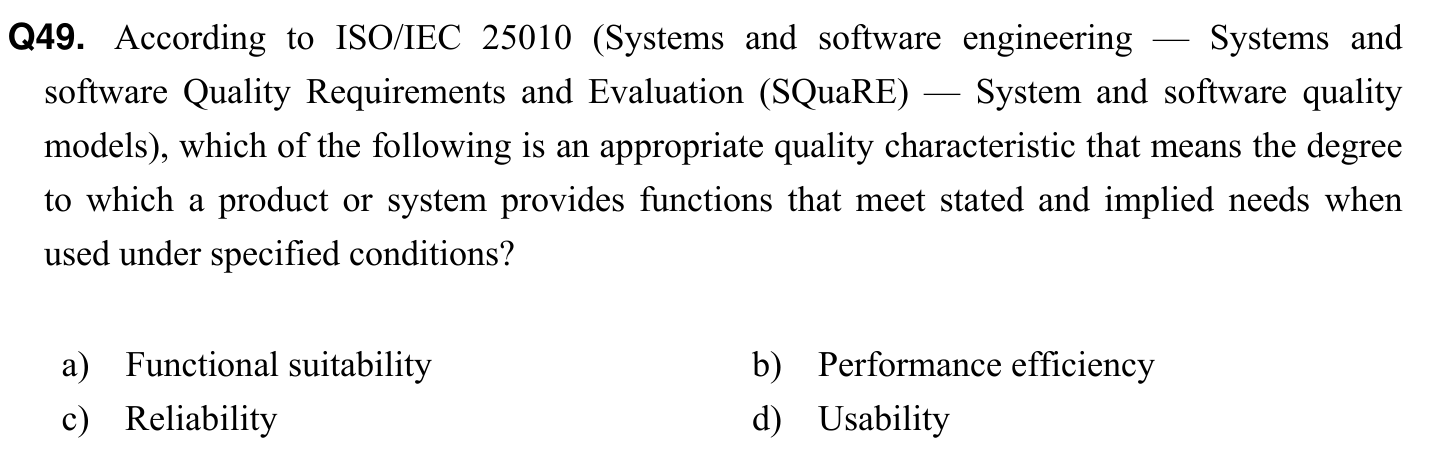 Q49. According to ISO/IEC 25010 (Systems and software engineering — Systems and
software Quality Requirements and Evaluation (SQuaRE) — System and software quality
models), which of the following is an appropriate quality characteristic that means the degree
to which a product or system provides functions that meet stated and implied needs when
used under specified conditions?
a) Functional suitability b) Performance efficiency
c) Reliability d) Usability